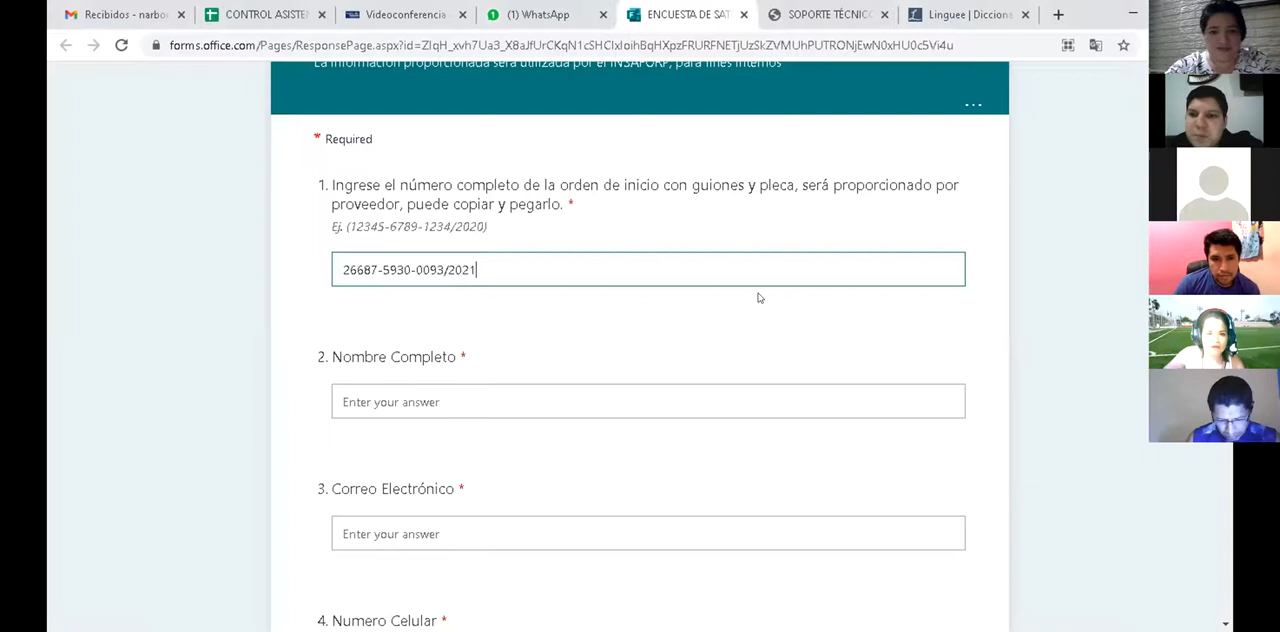 Recibidos - narbo
CONTROL ASISTE
Videoconferencia
(1) WhatsApp
ENCUESTA DE SAT
SOPORTE TÉCNIC
Linguee | Dicciona
La información proporcionada será utilizada por el INSAFORP, para fines internos
...
* Required
1. Ingrese el número completo de la orden de inicio con guiones y pleca, será proporcionado por
proveedor, puede copiar y pegarlo. *
Ej. (12345-6789-1234/2020)
26687-5930-0093/2021
2. Nombre Completo *
Enter your answer
3. Correo Electrónico *
Enter your answer
4. Numero Celular *